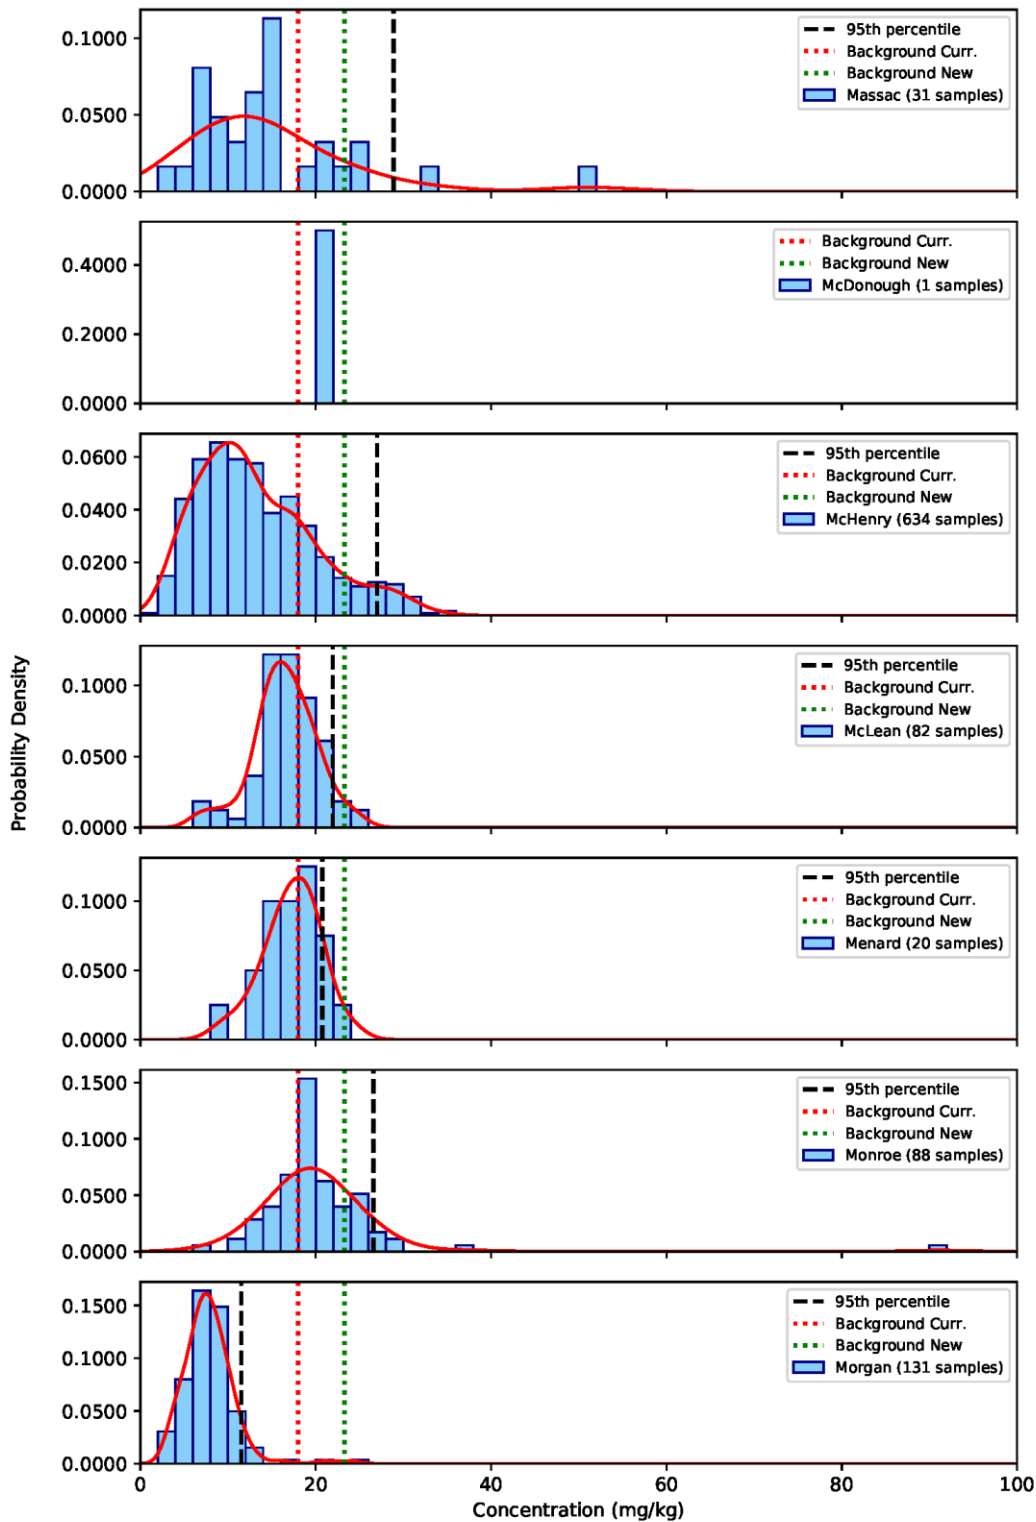 0.1000
0.0500
0.0000
95th percentile
Background Curr.
Background New
Massac (31 samples)
0.4000
0.2000
0.0000
Background Curr.
Background New
McDonough (1 samples)
0.0600
0.0400
0.0200
0.0000
95th percentile
Background Curr.
Background New
McHenry (634 samples)
0.1000
0.0500
0.0000
95th percentile
Background Curr.
Background New
McLean (82 samples)
Probability Density
0.1000
0.0500
0.0000
95th percentile
Background Curr.
Background New
Menard (20 samples)
0.1500
0.1000
0.0500
0.0000
95th percentile
Background Curr.
Background New
Monroe (88 samples)
0.1500
0.1000
0.0500
0.0000
95th percentile
Background Curr.
Background New
Morgan (131 samples)
0 20 40 60 80 100
Concentration (mg/kg)